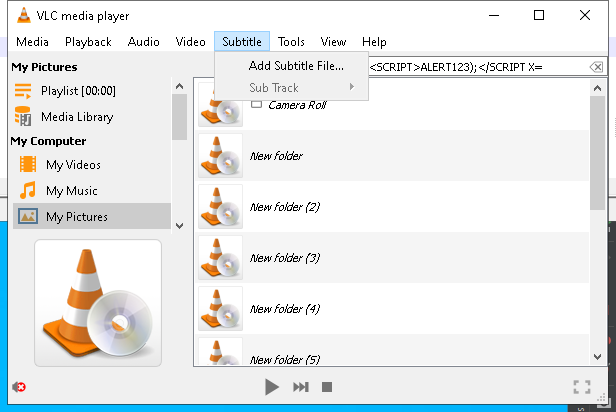 VLC media player
Media Playback Audio Video Subtitle Tools View Help
My Pictures
Add Subtitle File...
<SCRIPT>ALERT123);</SCRIPT X=
Playlist [00:00]
Sub Track
Media Library
Camera Roll
My Computer
My Videos
New folder
My Music
New folder (2)
My Pictures
New folder (3)
New folder (4)
New folder (5)